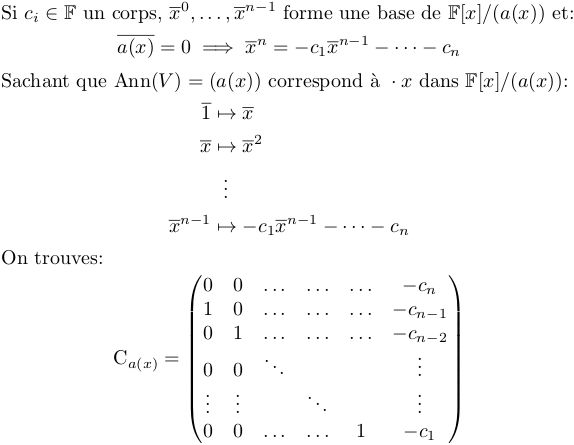 Si $c_i \in \mathbb{F}$ un corps, $\overline{x}^0, \ldots, \overline{x}^{n-1}$ forme une base de $\mathbb{F}[x]/(a(x))$ et:
$\overline{a(x)} = 0 \implies \overline{x}^n = -c_1\overline{x}^{n-1} - \cdots - c_n$
Sachant que $\mathrm{Ann}(V) = (a(x))$ correspond à $\cdot\, x$ dans $\mathbb{F}[x]/(a(x))$:
$\overline{1} \mapsto \overline{x}$
$\overline{x} \mapsto \overline{x}^2$
$\vdots$
$\overline{x}^{n-1} \mapsto -c_1\overline{x}^{n-1} - \cdots - c_n$
On trouves:
$\mathrm{C}_{a(x)} = \begin{pmatrix} 0 & 0 & \ldots & \ldots & \ldots & -c_n \\ 1 & 0 & \ldots & \ldots & \ldots & -c_{n-1} \\ 0 & 1 & \ldots & \ldots & \ldots & -c_{n-2} \\ 0 & 0 & \ddots & & & \vdots \\ \vdots & \vdots & & \ddots & & \vdots \\ 0 & 0 & \ldots & \ldots & 1 & -c_1 \end{pmatrix}$